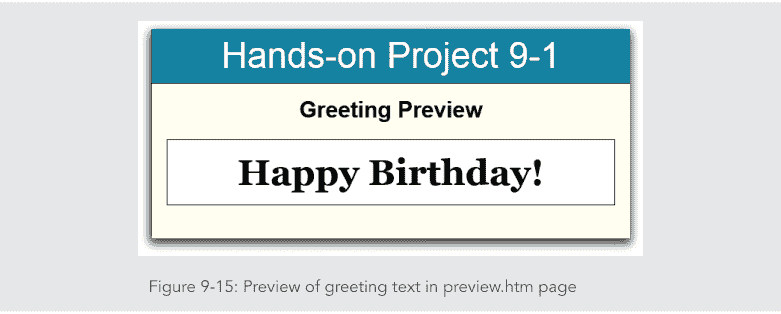 Hands-on Project 9-1
Greeting Preview
Happy Birthday!
Figure 9-15: Preview of greeting text in preview.htm page